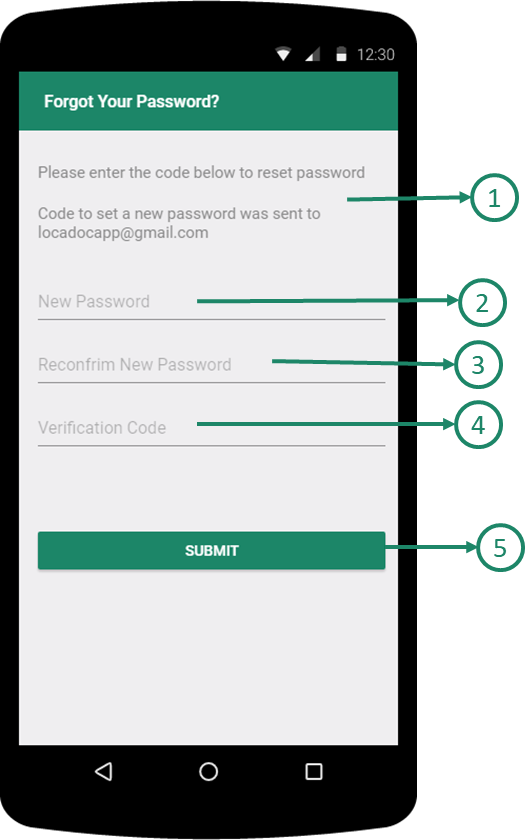 12:30
Forgot Your Password?
Please enter the code below to reset password
1
Code to set a new password was sent to
locadocapp@gmail.com
New Password
2
Reconfrim New Password
3
Verification Code
4
SUBMIT
5